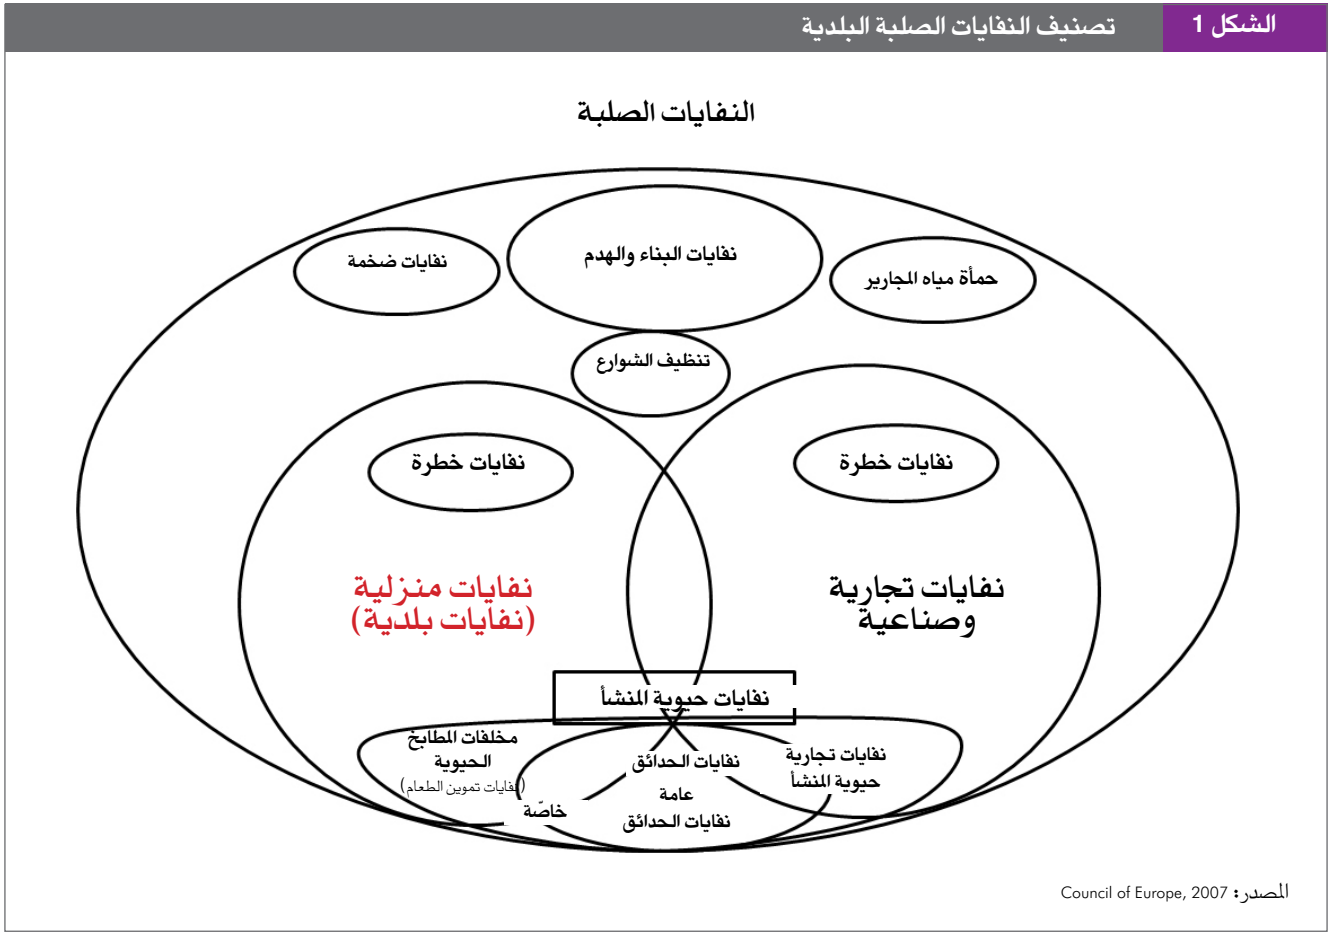 الشكل 1
تصنيف النفايات الصلبة البلدية
النفايات الصلبة
نفايات البناء والهدم
نفايات ضخمة
حمأة مياه المجارير
تنظيف الشوارع
نفايات خطرة
نفايات خطرة
نفايات تجارية
وصناعية
نفايات منزلية
(نفايات بلدية)
نفايات حيوية المنشأ
نفايات تجارية
حيوية المنشأ
نفايات الحدائق
عامة
نفايات الحدائق
مخلفات المطابخ
الحيوية
(نفايات تموين الطعام)
خاصّة
المصدر: Council of Europe, 2007